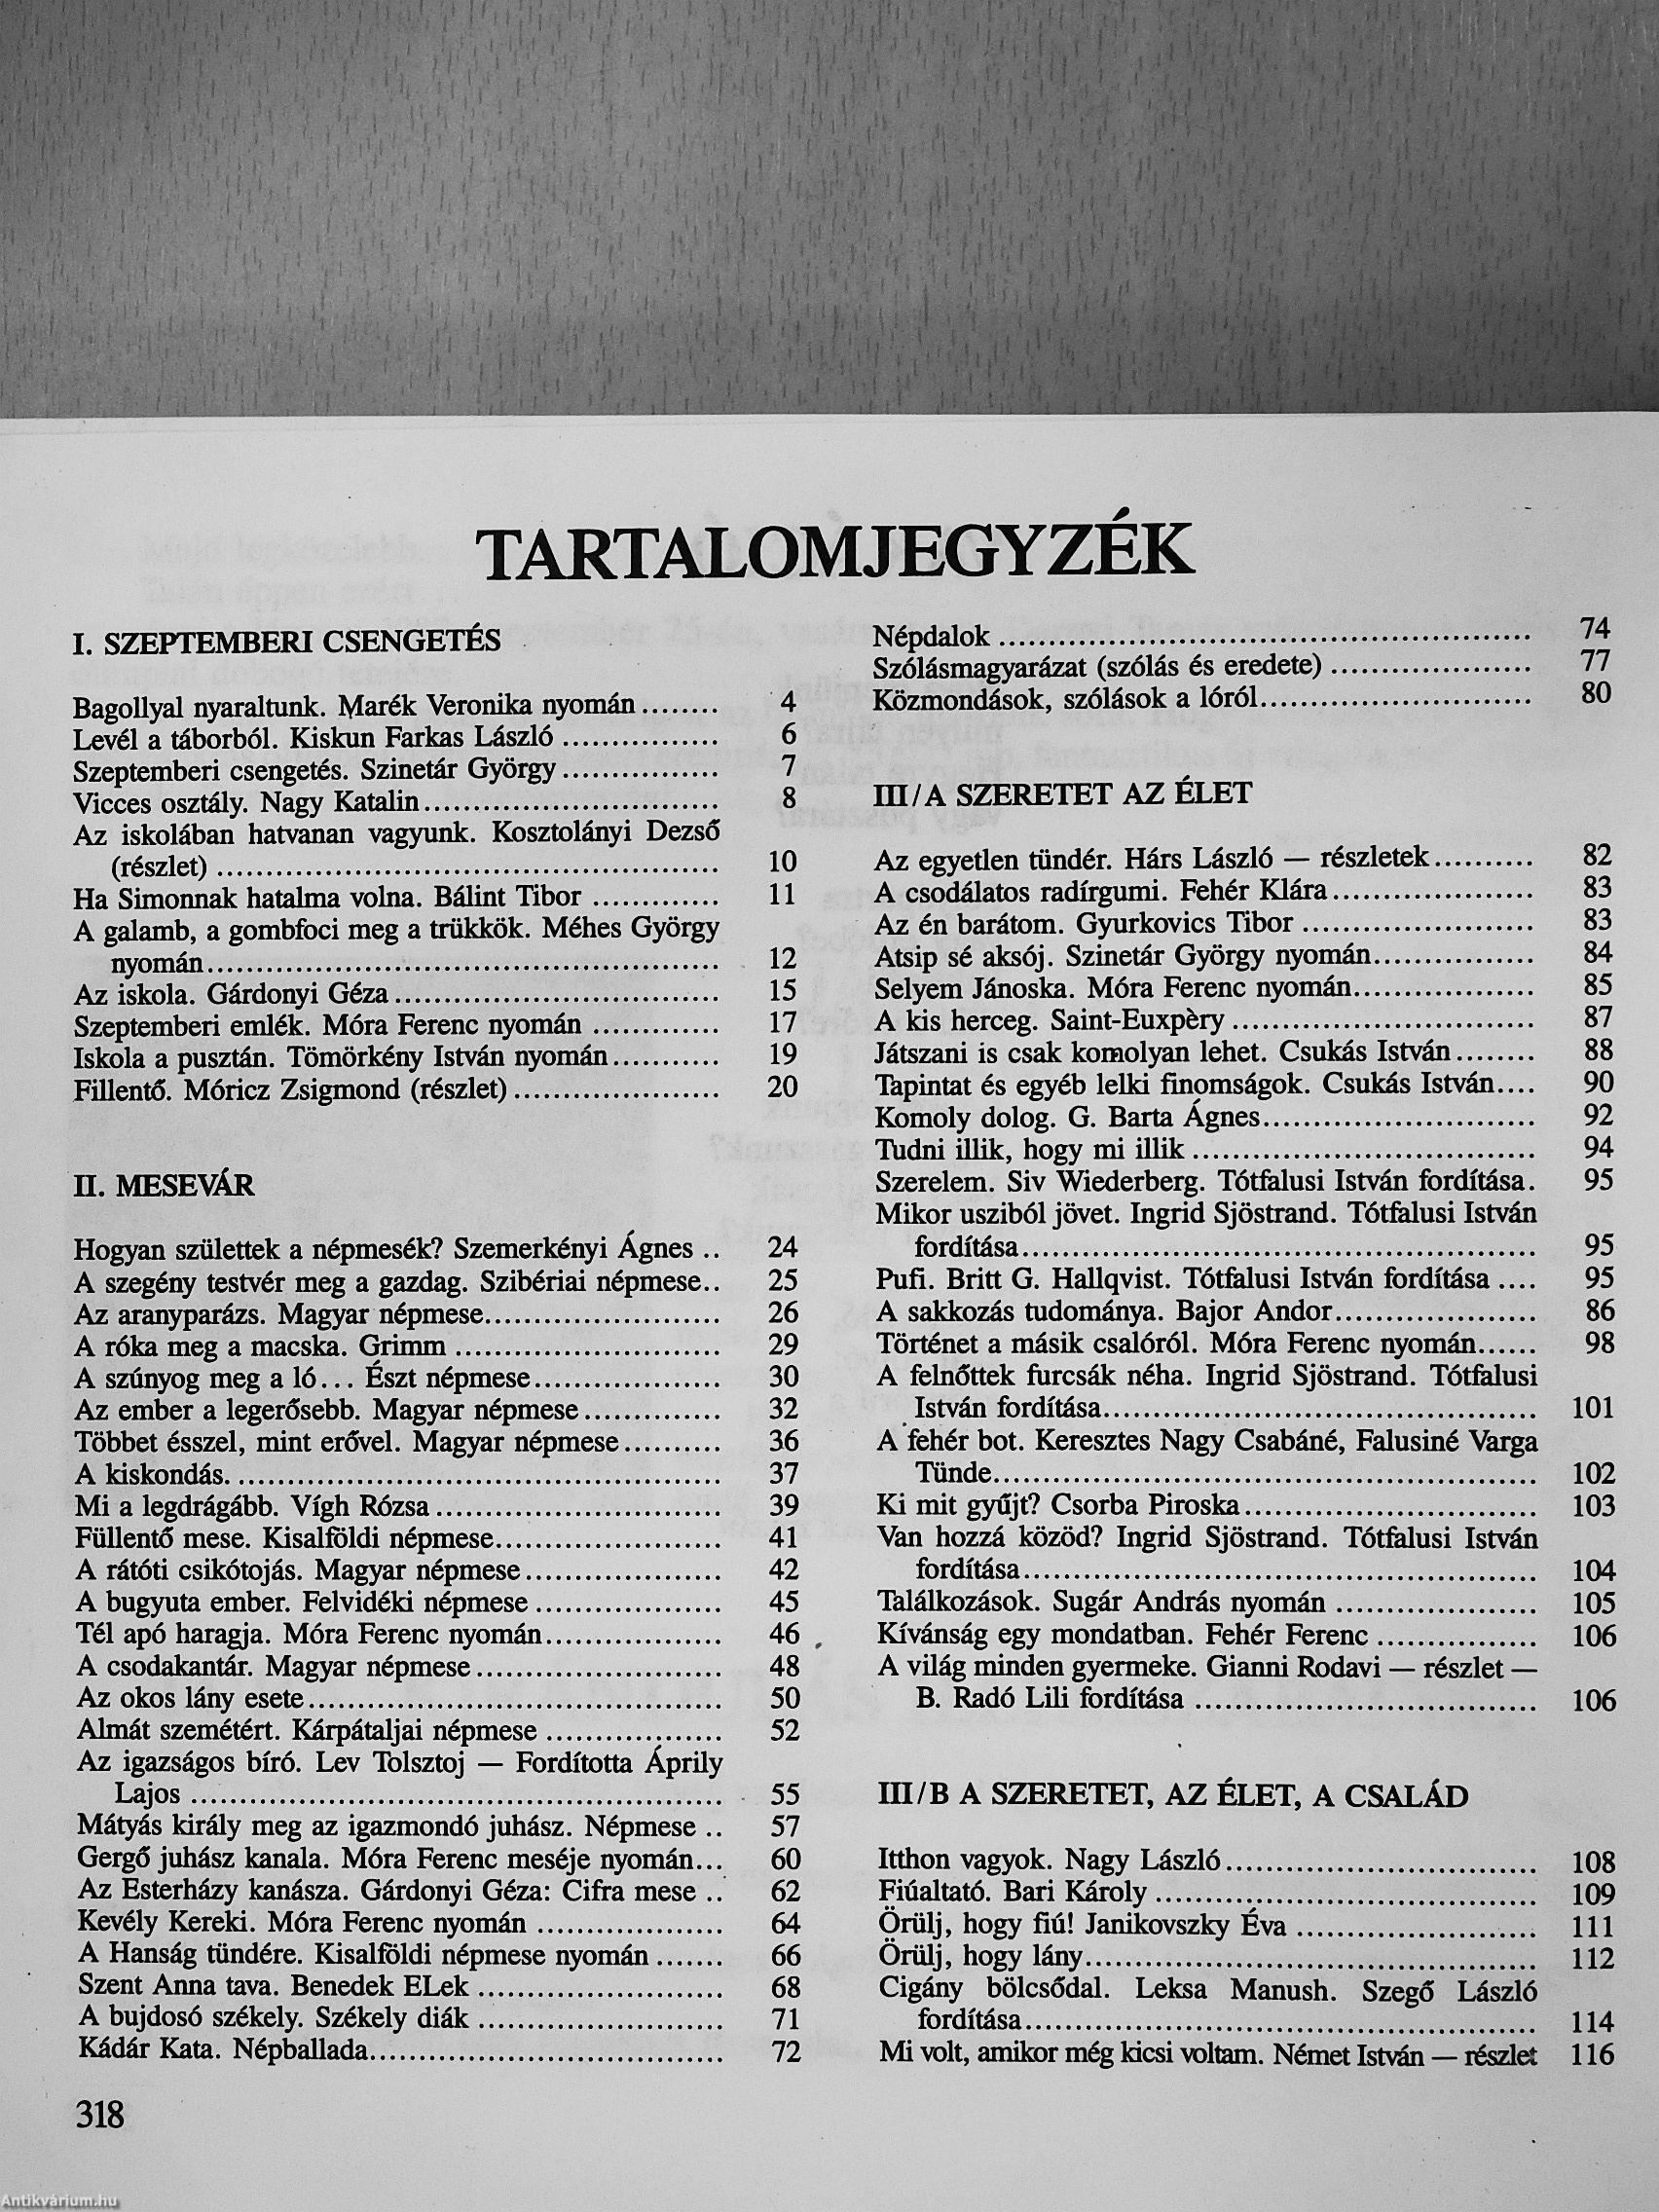 TARTALOMJEGYZÉK
I. SZEPTEMBERI CSENGETÉS
Bagollyal nyaraltunk. Marék Veronika nyomán........ 4
Levél a táborból. Kiskun Farkas László ................ 6
Szeptemberi csengetés. Szinetár György................ 7
Vicces osztály. Nagy Katalin.............................. 8
Az iskolában hatvanan vagyunk. Kosztolányi Dezső
(részlet) ................................................... 10
Ha Simonnak hatalma volna. Bálint Tibor ............. 11
A galamb, a gombfoci meg a trükkök. Méhes György
nyomán.................................................... 12
Az iskola. Gárdonyi Géza................................. 15
Szeptemberi emlék. Móra Ferenc nyomán ............. 17
Iskola a pusztán. Tömörkény István nyomán........... 19
Fillentő. Móricz Zsigmond (részlet)..................... 20
II. MESEVÁR
Hogyan születtek a népmesék? Szemerkényi Ágnes .. 24
A szegény testvér meg a gazdag. Szibériai népmese.. 25
Az aranyparázs. Magyar népmese........................ 26
A róka meg a macska. Grimm ........................... 29
A szúnyog meg a ló... Észt népmese................... 30
Az ember a legerősebb. Magyar népmese.............. 32
Többet ésszel, mint erővel. Magyar népmese.......... 36
A kiskondás.................................................. 37
Mi a legdrágább. Vígh Rózsa............................. 39
Füllentő mese. Kisalföldi népmese....................... 41
A rátóti csikótojás. Magyar népmese.................... 42
A bugyuta ember. Felvidéki népmese ................... 45
Tél apó haragja. Móra Ferenc nyomán.................. 46
A csodakantár. Magyar népmese......................... 48
Az okos lány esete.......................................... 50
Almát szemétért. Kárpátaljai népmese .................. 52
Az igazságos bíró. Lev Tolsztoj — Fordította Áprily
Lajos ...................................................... 55
Mátyás király meg az igazmondó juhász. Népmese .. 57
Gergő juhász kanala. Móra Ferenc meséje nyomán... 60
Az Esterházy kanásza. Gárdonyi Géza: Cifra mese .. 62
Kevély Kereki. Móra Ferenc nyomán ................... 64
A Hanság tündére. Kisalföldi népmese nyomán ....... 66
Szent Anna tava. Benedek ELek ......................... 68
A bujdosó székely. Székely diák ......................... 71
Kádár Kata. Népballada.................................... 72
318
Népdalok ..................................................... 74
Szólásmagyarázat (szólás és eredete) .................... 77
Közmondások, szólások a lóról............................ 80
III/A SZERETET AZ ÉLET
Az egyetlen tündér. Hárs László — részletek.......... 82
A csodálatos radírgumi. Fehér Klára.................... 83
Az én barátom. Gyurkovics Tibor ....................... 83
Atsip sé aksój. Szinetár György nyomán................ 84
Selyem Jánoska. Móra Ferenc nyomán.................. 85
A kis herceg. Saint-Euxpèry.............................. 87
Játszani is csak komolyan lehet. Csukás István........ 88
Tapintat és egyéb lelki finomságok. Csukás István.... 90
Komoly dolog. G. Barta Ágnes........................... 92
Tudni illik, hogy mi illik................................... 94
Szerelem. Siv Wiederberg. Tótfalusi István fordítása. 95
Mikor usziból jövet. Ingrid Sjöstrand. Tótfalusi István
fordítása................................................... 95
Pufi. Britt G. Hallqvist. Tótfalusi István fordítása .... 95
A sakkozás tudománya. Bajor Andor.................... 86
Történet a másik csalóról. Móra Ferenc nyomán...... 98
A felnőttek furcsák néha. Ingrid Sjöstrand. Tótfalusi
István fordítása........................................... 101
A fehér bot. Keresztes Nagy Csabáné, Falusiné Varga
Tünde...................................................... 102
Ki mit gyűjt? Csorba Piroska............................. 103
Van hozzá közöd? Ingrid Sjöstrand. Tótfalusi István
fordítása................................................... 104
Találkozások. Sugár András nyomán .................... 105
Kívánság egy mondatban. Fehér Ferenc ................ 106
A világ minden gyermeke. Gianni Rodavi — részlet —
B. Radó Lili fordítása .................................. 106
III/B A SZERETET, AZ ÉLET, A CSALÁD
Itthon vagyok. Nagy László............................... 108
Fiúaltató. Bari Károly ...................................... 109
Örülj, hogy fiú! Janikovszky Éva ........................ 111
Örülj, hogy lány............................................. 112
Cigány bölcsődal. Leksa Manush. Szegő László
fordítása................................................... 114
Mi volt, amikor még kicsi voltam. Német István — részlet 116
Antikvárium.hu